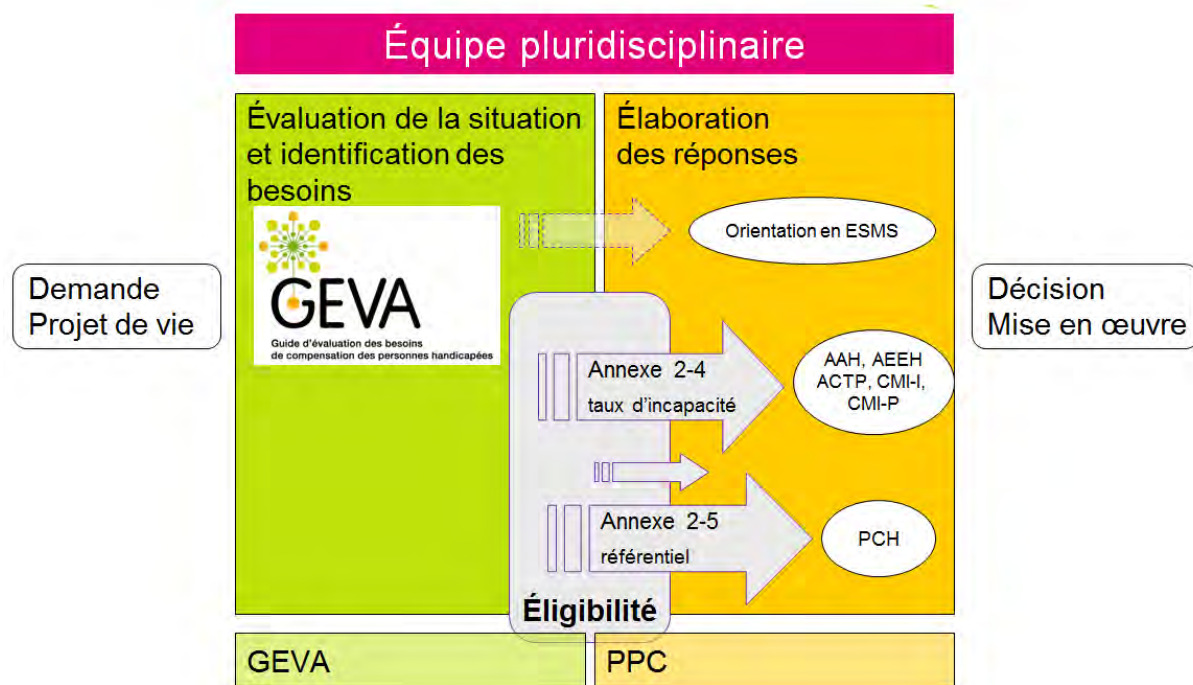 Équipe pluridisciplinaire
Évaluation de la situation
et identification des
besoins
Élaboration
des réponses
GEVA
Guide d'évaluation des besoins
de compensation des personnes handicapées
Orientation en ESMS
Demande
Projet de vie
Décision
Mise en œuvre
Annexe 2-4
taux d'incapacité
AAH, AEEH
ACTP, CMI-I,
CMI-P
Annexe 2-5
référentiel
PCH
Éligibilité
GEVA
PPC